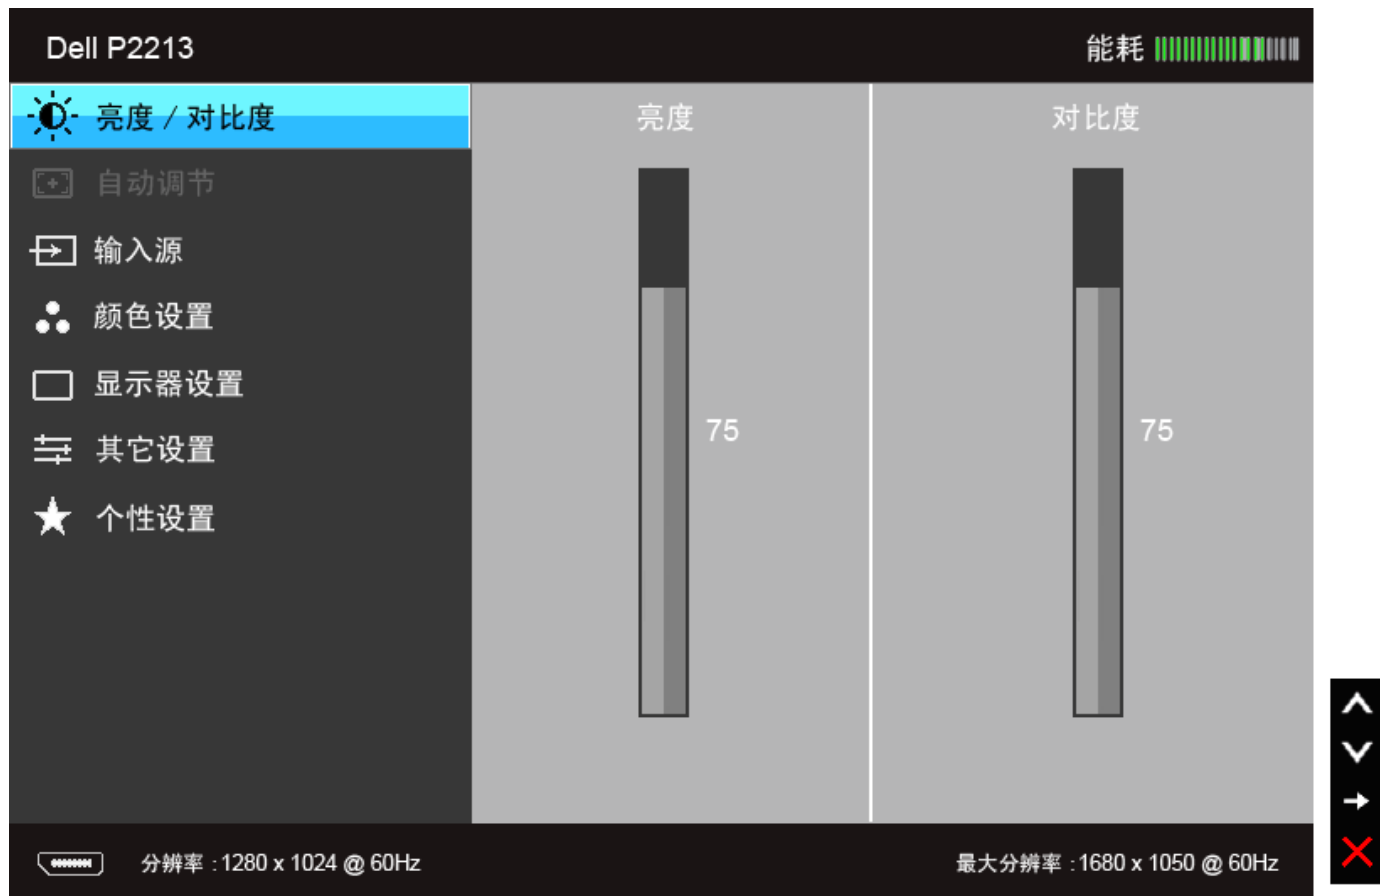 Dell P2213
能耗
亮度 / 对比度
自动调节
输入源
颜色设置
显示器设置
其它设置
个性设置
亮度
75
对比度
75
分辨率 :1280 x 1024 @ 60Hz
最大分辨率 :1680 x 1050 @ 60Hz